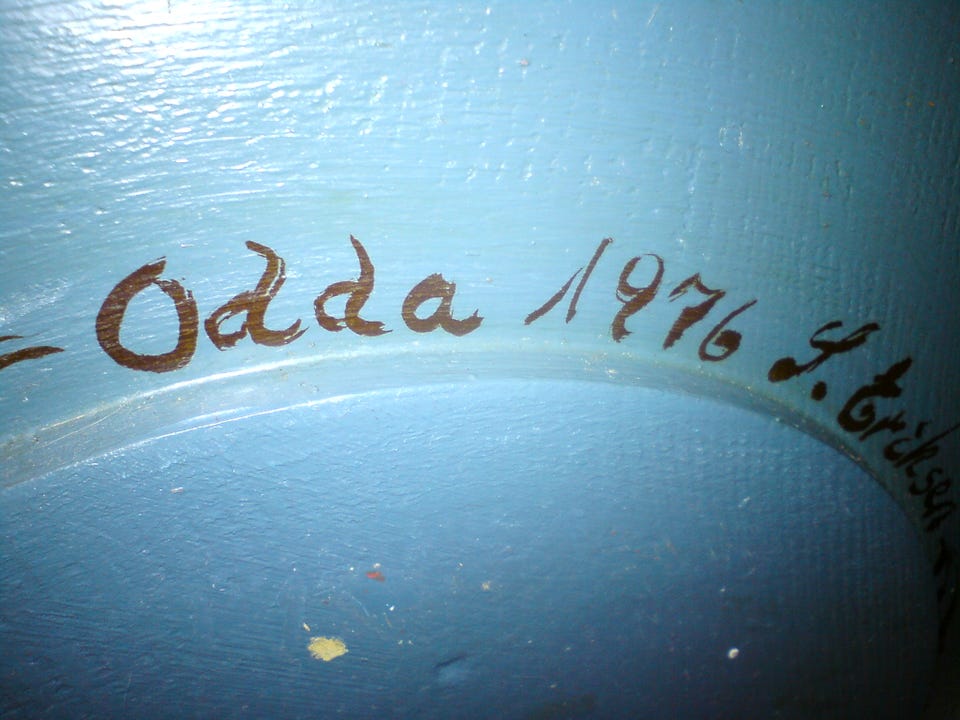 Odda 1976 S. Eriksen